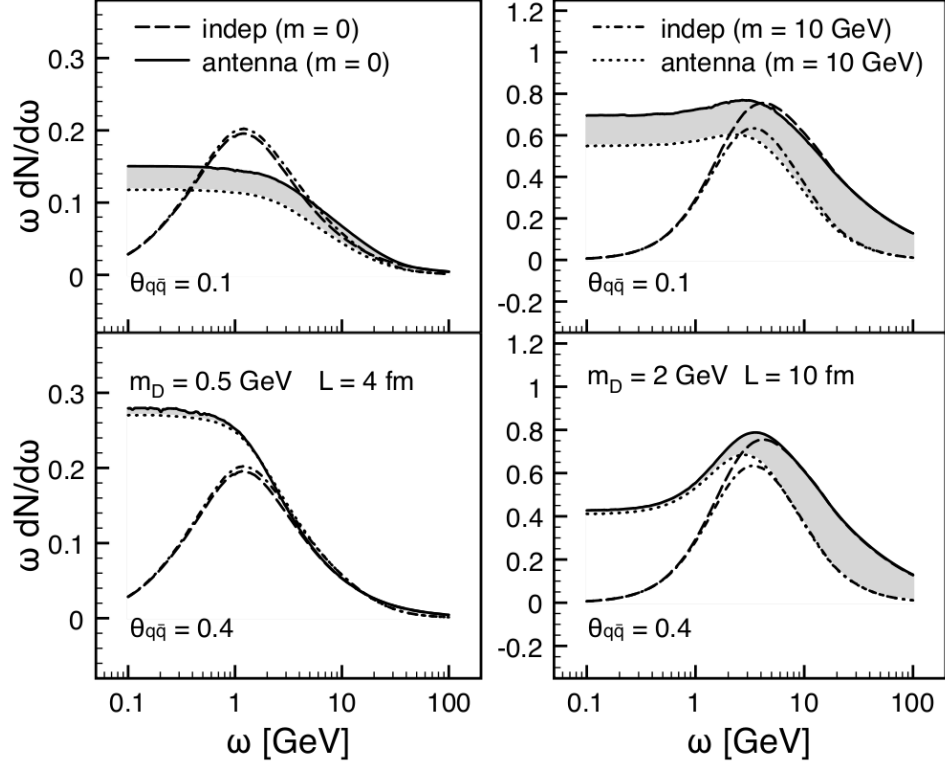 indep (m = 0)
antenna (m = 0)
0.3
0.2
0.1
0
ω dN/dω
θqq̄ = 0.1
indep (m = 10 GeV)
antenna (m = 10 GeV)
1.2
1
0.8
0.6
0.4
0.2
0
-0.2
θqq̄ = 0.1
mD = 0.5 GeV L = 4 fm
0.3
0.2
0.1
0
ω dN/dω
θqq̄ = 0.4
0.1 1 10 100
ω [GeV]
1.2
1
mD = 2 GeV L = 10 fm
0.8
0.6
0.4
0.2
0
-0.2
θqq̄ = 0.4
0.1 1 10 100
ω [GeV]